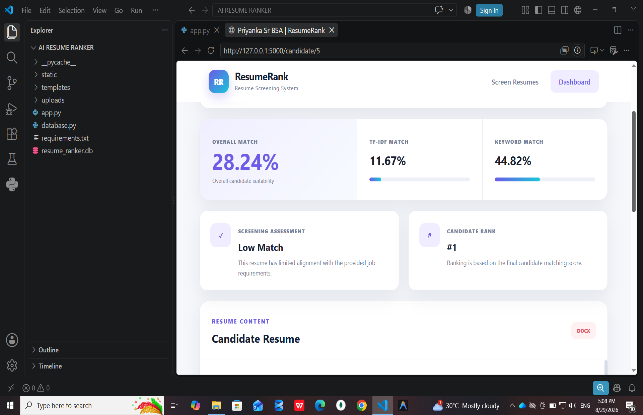 File Edit Selection View Go Run ...
AI RESUME RANKER
Sign In
Explorer
AI RESUME RANKER
__pycache__
static
templates
uploads
app.py
database.py
requirements.txt
resume_ranker.db
Outline
Timeline
app.py
Priyanka Sr BSA | ResumeRank
http://127.0.0.1:5000/candidate/5
RR
ResumeRank
Resume Screening System
Screen Resumes
Dashboard
OVERALL MATCH
28.24%
Overall candidate suitability
TF-IDF MATCH
11.67%
KEYWORD MATCH
44.82%
✓
SCREENING ASSESSMENT
Low Match
This resume has limited alignment with the provided job
requirements.
#
CANDIDATE RANK
#1
Ranking is based on the final candidate matching score.
RESUME CONTENT
Candidate Resume
DOCX
0 0
Type here to search
30°C Mostly cloudy
ENG